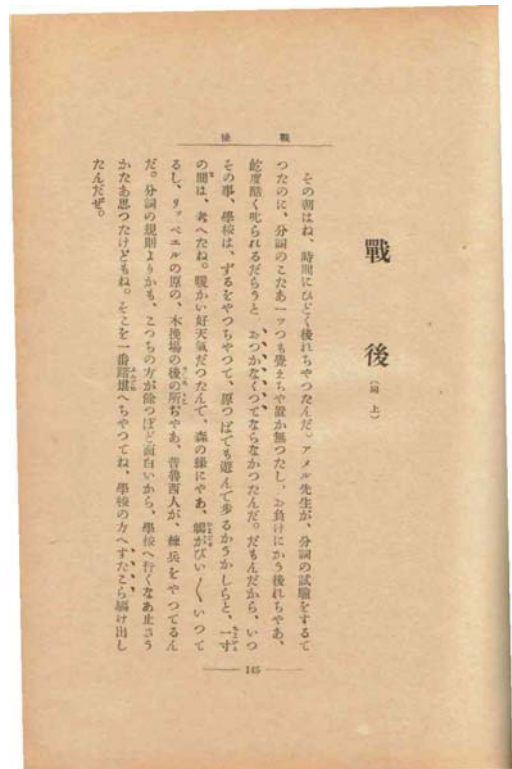 戰後
戰後（同上）
その朝はね、時間にひどく後れちやつたんだ。アメル先生が、分詞の試驗をするて
つたのに、分詞のこたあ一ツつも覺えちや置か無つたし、お負けにかう後れちやあ、
屹度酷く叱られるだらうと、おつかなくつてならなかつたんだ。だもんだから、いつ
その事、學校は、ずるをやつちやつて、原つぱでも遊んで歩るかうかしらと、一寸
の間は、考へたね。暖かい好天氣だつたんで、森の緣にやあ、鶫がぴい〱いつて
るし、リッペエルの原の、木挽場の後の所ぢやあ、普魯西人が、練兵をやつてるん
だ。分詞の規則よりかも、こつちの方が餘つぽど面白いから、學校へ行くなあ止さう
かたあ思つたけどもね。そこを一番踏堪へちやつてね、學校の方へすたこら驅け出し
たんだぜ。
145